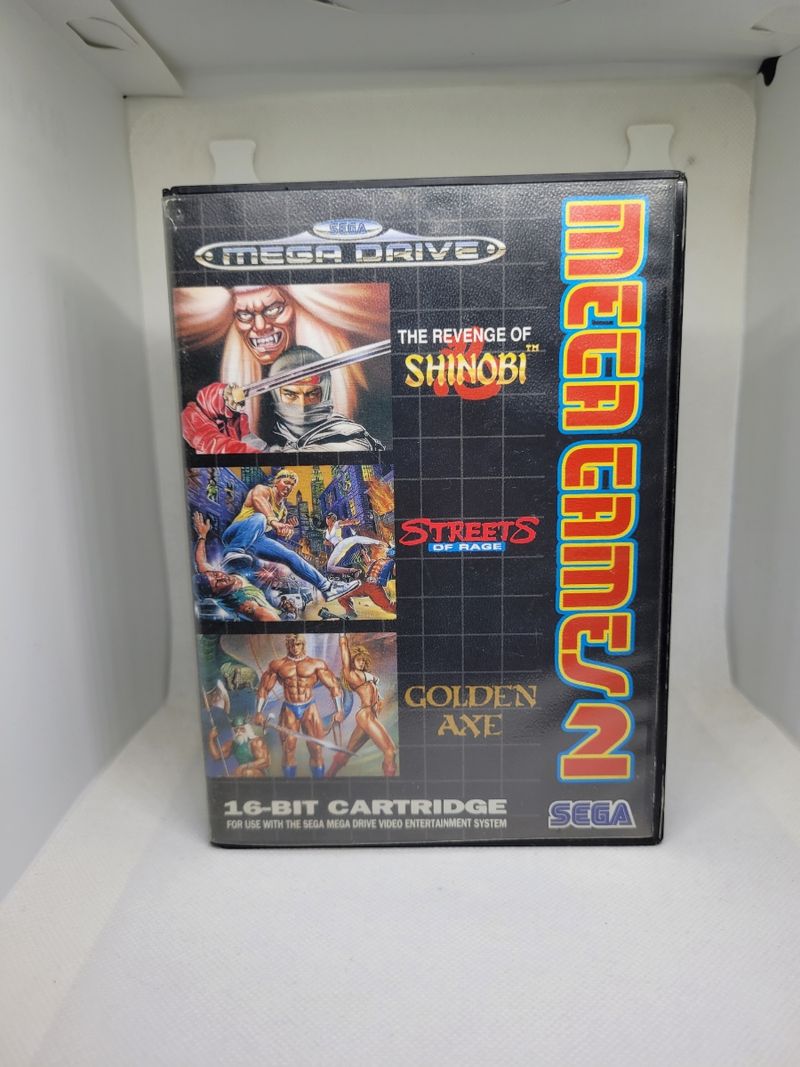 SEGA
MEGA DRIVE
THE REVENGE OF
SHINOBI™
STREETS
OF RAGE
GOLDEN
AXE
MEGA GAMES 2
16-BIT CARTRIDGE
FOR USE WITH THE SEGA MEGA DRIVE VIDEO ENTERTAINMENT SYSTEM
SEGA